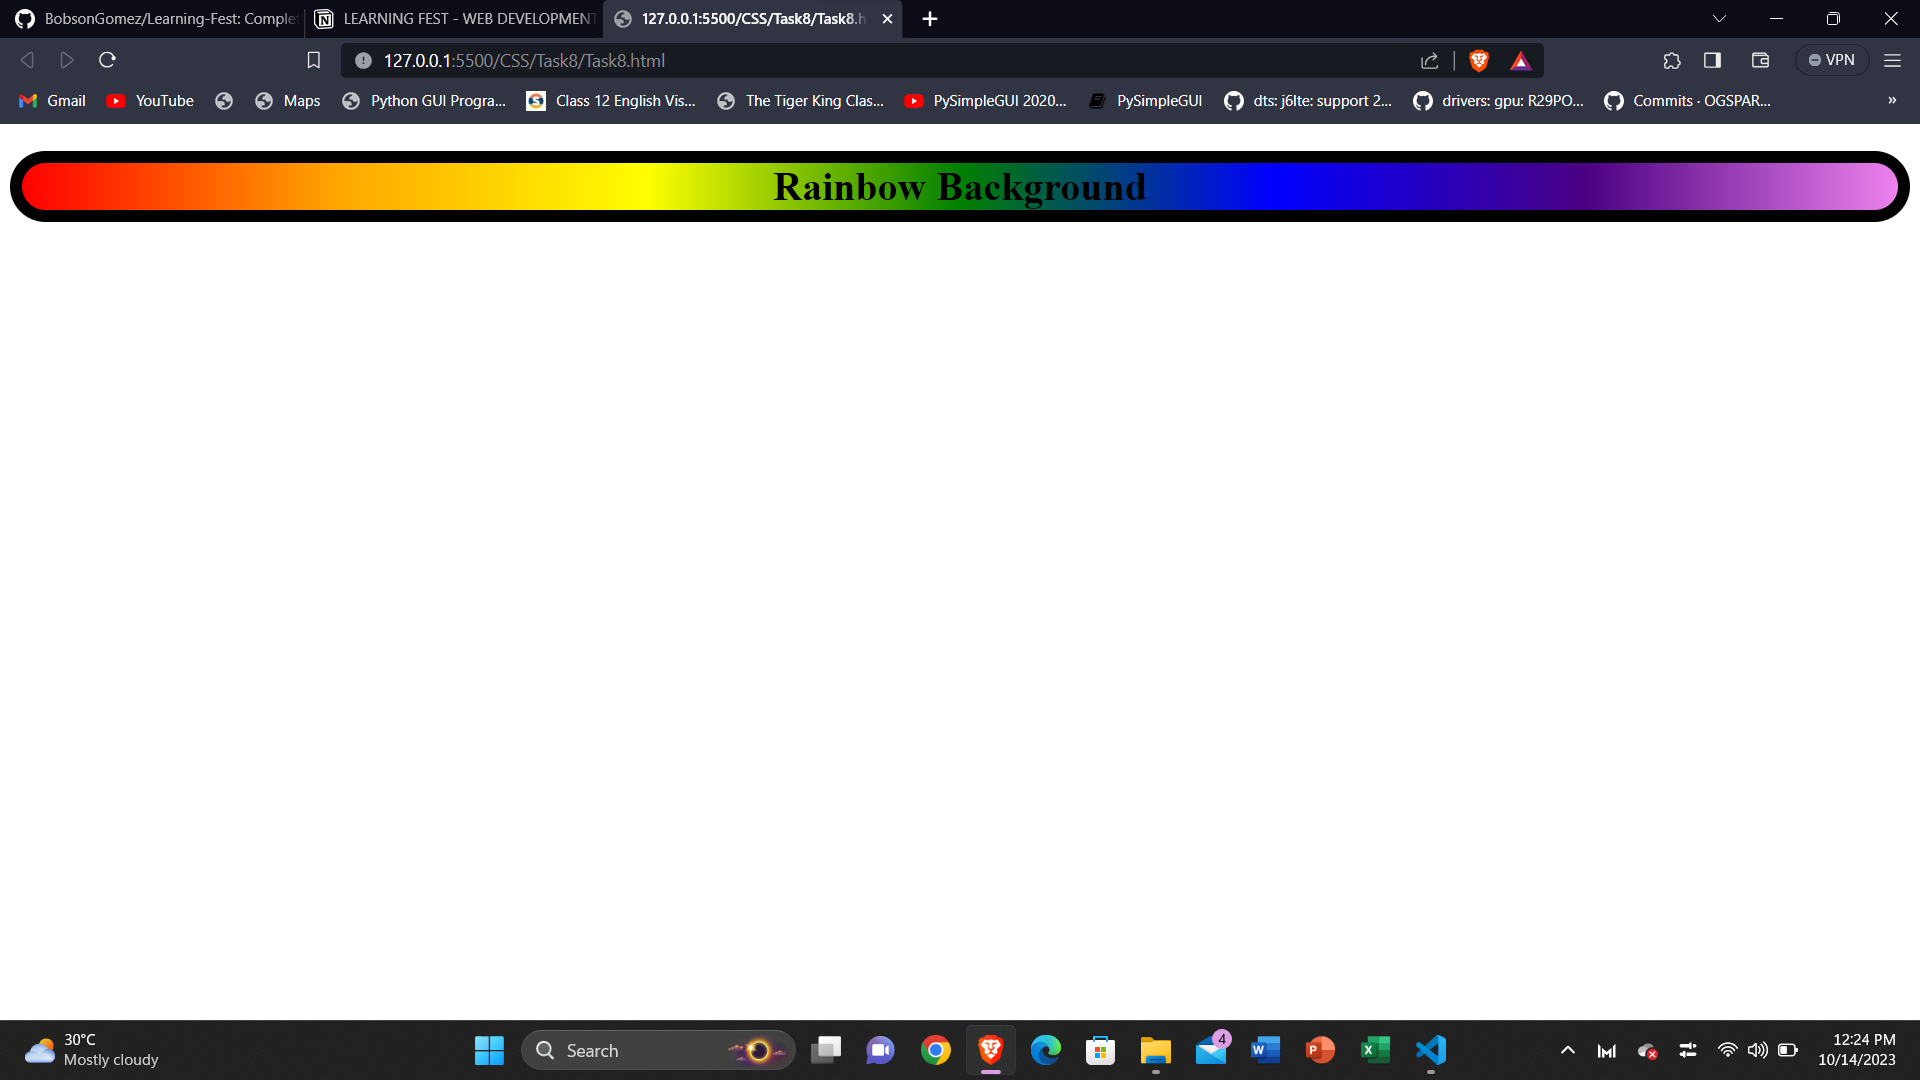 BobsonGomez/Learning-Fest: Comple
LEARNING FEST - WEB DEVELOPMENT
127.0.0.1:5500/CSS/Task8/Task8.h
127.0.0.1:5500/CSS/Task8/Task8.html
VPN
Gmail
YouTube
Maps
Python GUI Progra...
Class 12 English Vis...
The Tiger King Clas...
PySimpleGUI 2020...
PySimpleGUI
dts: j6lte: support 2...
drivers: gpu: R29PO...
Commits · OGSPAR...
»
Rainbow Background
30°C
Mostly cloudy
Search
4
12:24 PM
10/14/2023